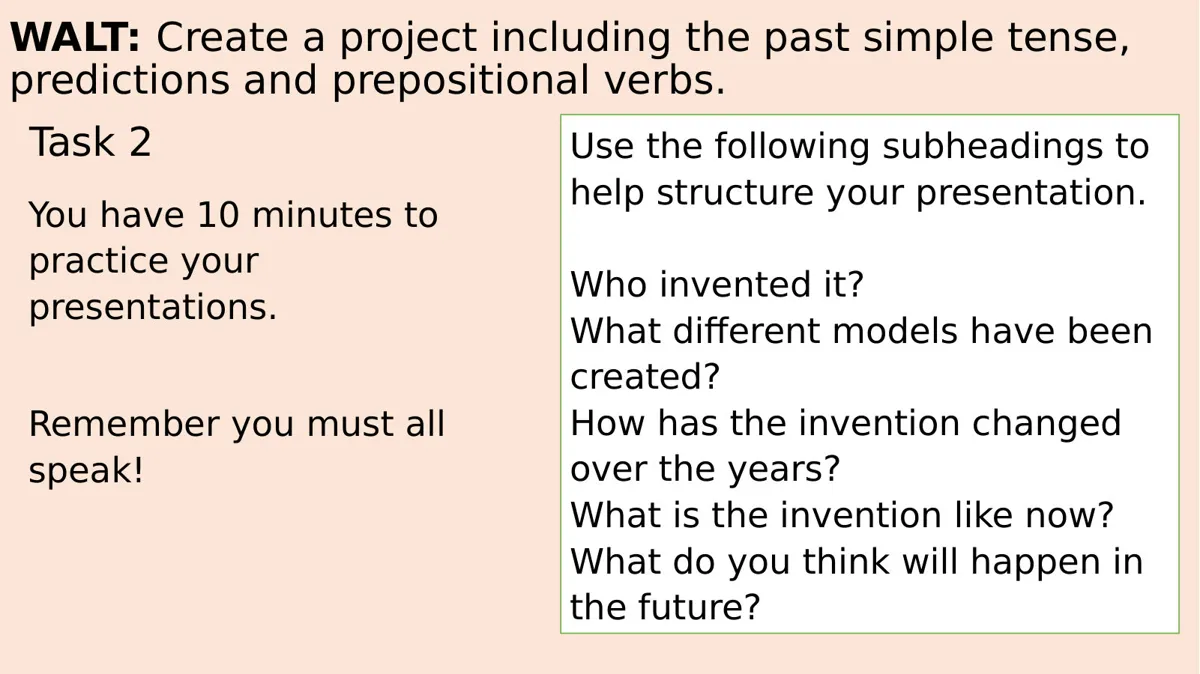 WALT: Create a project including the past simple tense,
predictions and prepositional verbs.
Task 2
You have 10 minutes to
practice your
presentations.
Remember you must all
speak!
Use the following subheadings to
help structure your presentation.
Who invented it?
What different models have been
created?
How has the invention changed
over the years?
What is the invention like now?
What do you think will happen in
the future?